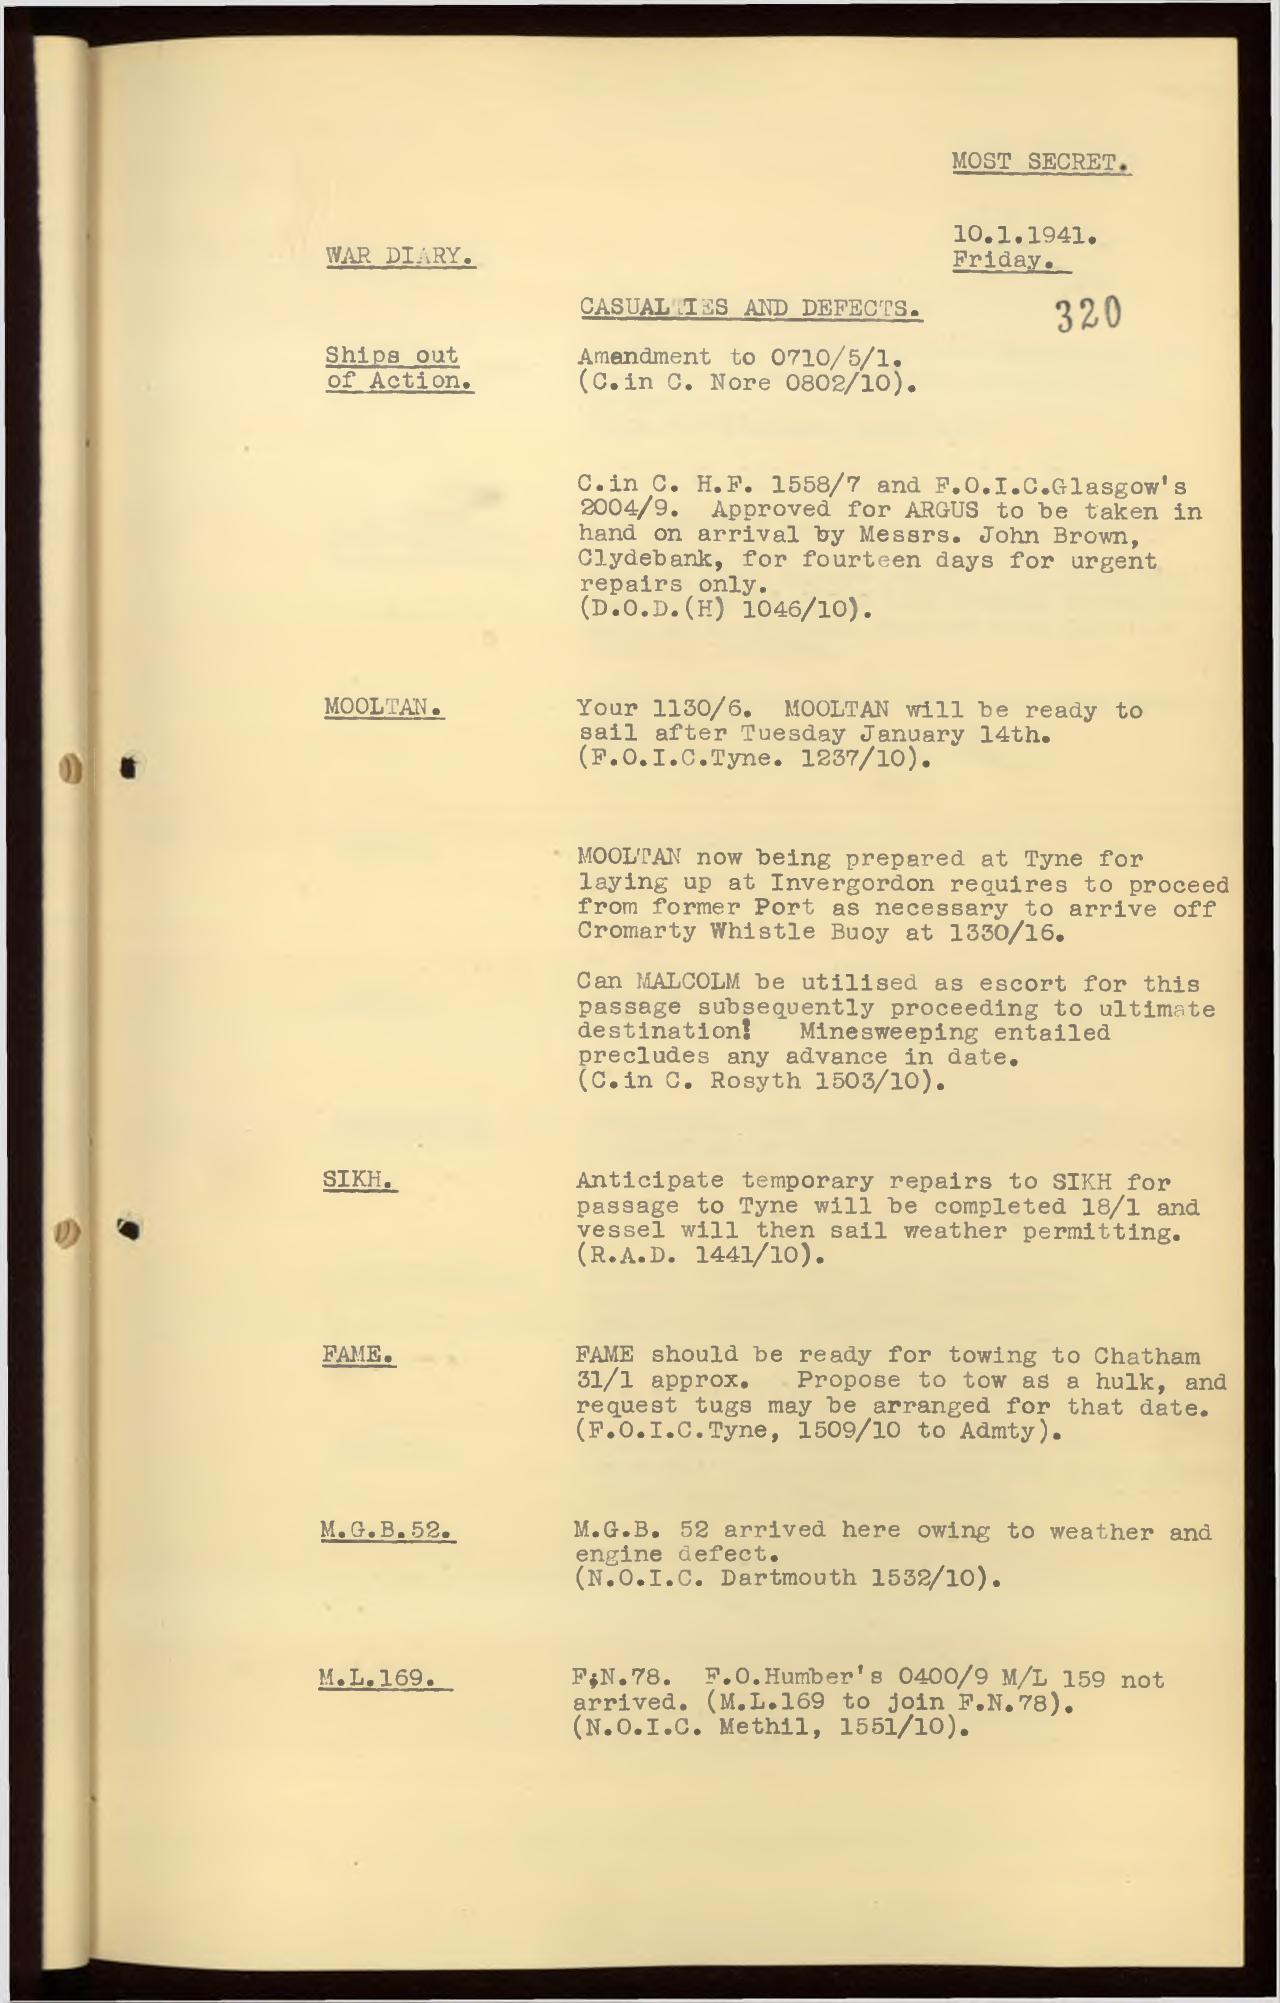 MOST SECRET.
10.1.1941.
WAR DIARY.
Friday.
CASUALTIES AND DEFECTS.
320
Ships out
of Action.
Amendment to 0710/5/1.
(C.in C. Nore 0802/10).
C.in C. H.F. 1558/7 and F.O.I.C.Glasgow's
2004/9. Approved for ARGUS to be taken in
hand on arrival by Messrs. John Brown,
Clydebank, for fourteen days for urgent
repairs only.
(D.O.D.(H) 1046/10).
MOOLTAN.
Your 1130/6. MOOLTAN will be ready to
sail after Tuesday January 14th.
(F.O.I.C.Tyne. 1237/10).
MOOLTAN now being prepared at Tyne for
laying up at Invergordon requires to proceed
from former Port as necessary to arrive off
Cromarty Whistle Buoy at 1330/16.
Can MALCOLM be utilised as escort for this
passage subsequently proceeding to ultimate
destination! Minesweeping entailed
precludes any advance in date.
(C.in C. Rosyth 1503/10).
SIKH.
Anticipate temporary repairs to SIKH for
passage to Tyne will be completed 18/1 and
vessel will then sail weather permitting.
(R.A.D. 1441/10).
FAME.
FAME should be ready for towing to Chatham
31/1 approx. Propose to tow as a hulk, and
request tugs may be arranged for that date.
(F.O.I.C.Tyne, 1509/10 to Admty).
M.G.B.52.
M.G.B. 52 arrived here owing to weather and
engine defect.
(N.O.I.C. Dartmouth 1532/10).
M.L.169.
F;N.78. F.O.Humber's 0400/9 M/L 159 not
arrived. (M.L.169 to join F.N.78).
(N.O.I.C. Methil, 1551/10).